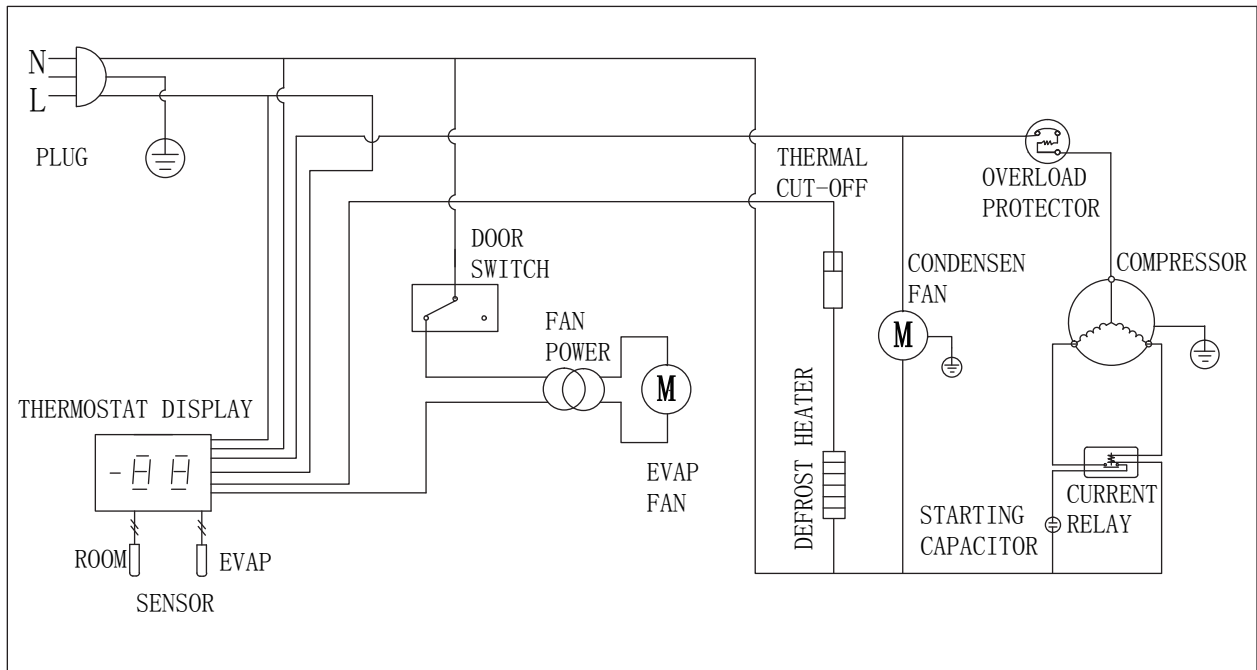 N
L
PLUG
THERMAL
CUT-OFF
OVERLOAD
PROTECTOR
DOOR
SWITCH
CONDENSEN
FAN
COMPRESSOR
FAN
POWER
M
M
THERMOSTAT DISPLAY
-88
DEFROST HEATER
EVAP
FAN
CURRENT
RELAY
STARTING
CAPACITOR
ROOM
EVAP
SENSOR